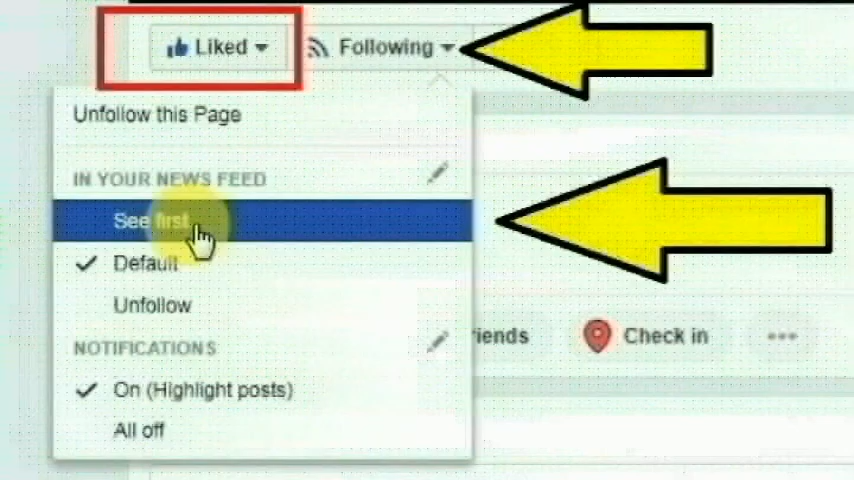 Liked Following
Unfollow this Page
IN YOUR NEWS FEED
See first
Default
Unfollow
riends Check in
NOTIFICATIONS
On (Highlight posts)
All off